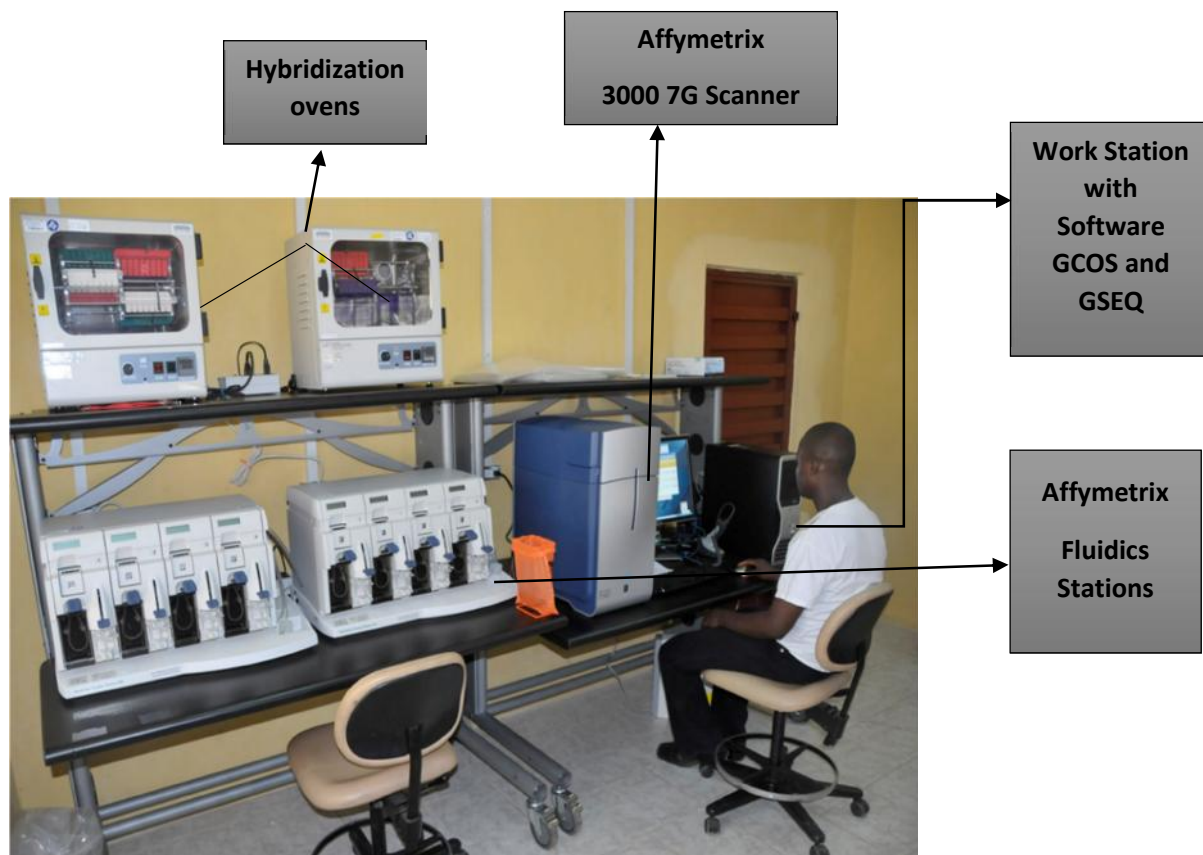 Hybridization
ovens
Affymetrix
3000 7G Scanner
Work Station
with
Software
GCOS and
GSEQ
Affymetrix
Fluidics
Stations